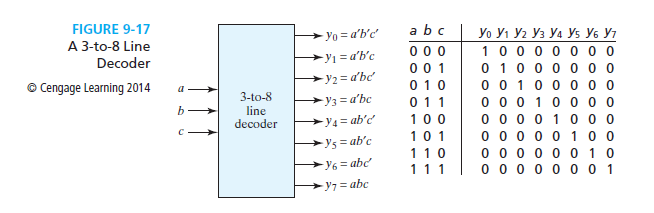 FIGURE 9-17
A 3-to-8 Line
Decoder
© Cengage Learning 2014
a
b
c
3-to-8
line
decoder
y0 = a'b'c'
y1 = a'b'c
y2 = a'bc'
y3 = a'bc
y4 = ab'c'
y5 = ab'c
y6 = abc'
y7 = abc
a b c y0 y1 y2 y3 y4 y5 y6 y7
0 0 0 1 0 0 0 0 0 0 0
0 0 1 0 1 0 0 0 0 0 0
0 1 0 0 0 1 0 0 0 0 0
0 1 1 0 0 0 1 0 0 0 0
1 0 0 0 0 0 0 1 0 0 0
1 0 1 0 0 0 0 0 1 0 0
1 1 0 0 0 0 0 0 0 1 0
1 1 1 0 0 0 0 0 0 0 1